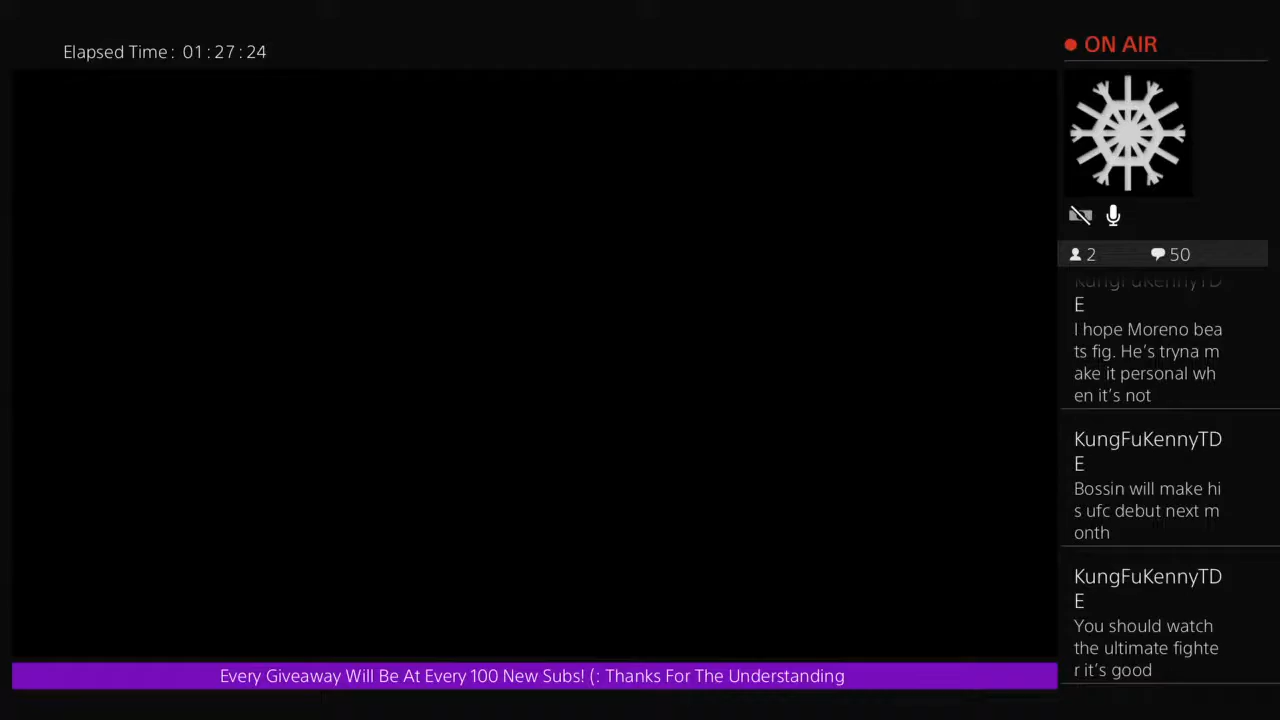 Elapsed Time: 01:27:24
ON AIR
2 50
KungFuKennyTD
E
I hope Moreno bea
ts fig. He's tryna m
ake it personal wh
en it's not
KungFuKennyTD
E
Bossin will make hi
s ufc debut next m
onth
KungFuKennyTD
E
You should watch
the ultimate fighte
r it's good
Every Giveaway Will Be At Every 100 New Subs! (: Thanks For The Understanding